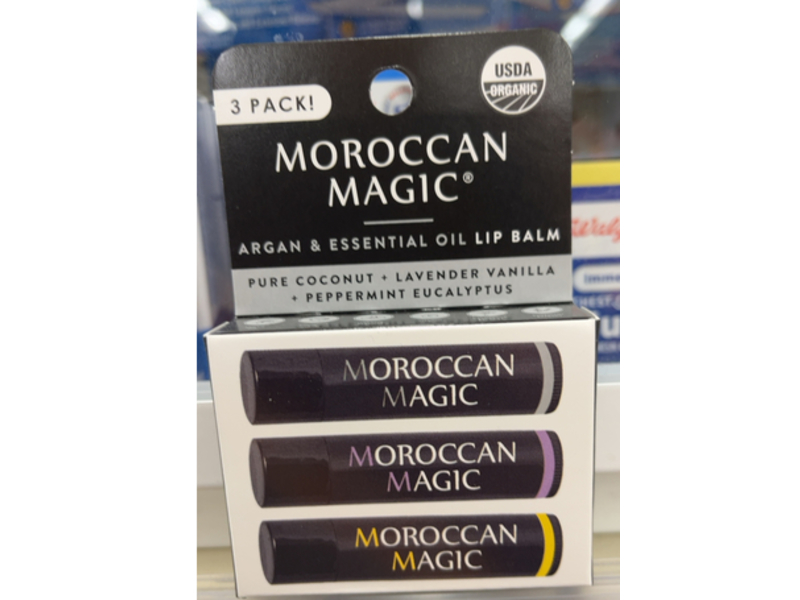 3 PACK!
USDA
ORGANIC
MOROCCAN
MAGIC®
ARGAN & ESSENTIAL OIL LIP BALM
PURE COCONUT + LAVENDER VANILLA
+ PEPPERMINT EUCALYPTUS
MOROCCAN
MAGIC
MOROCCAN
MAGIC
MOROCCAN
MAGIC